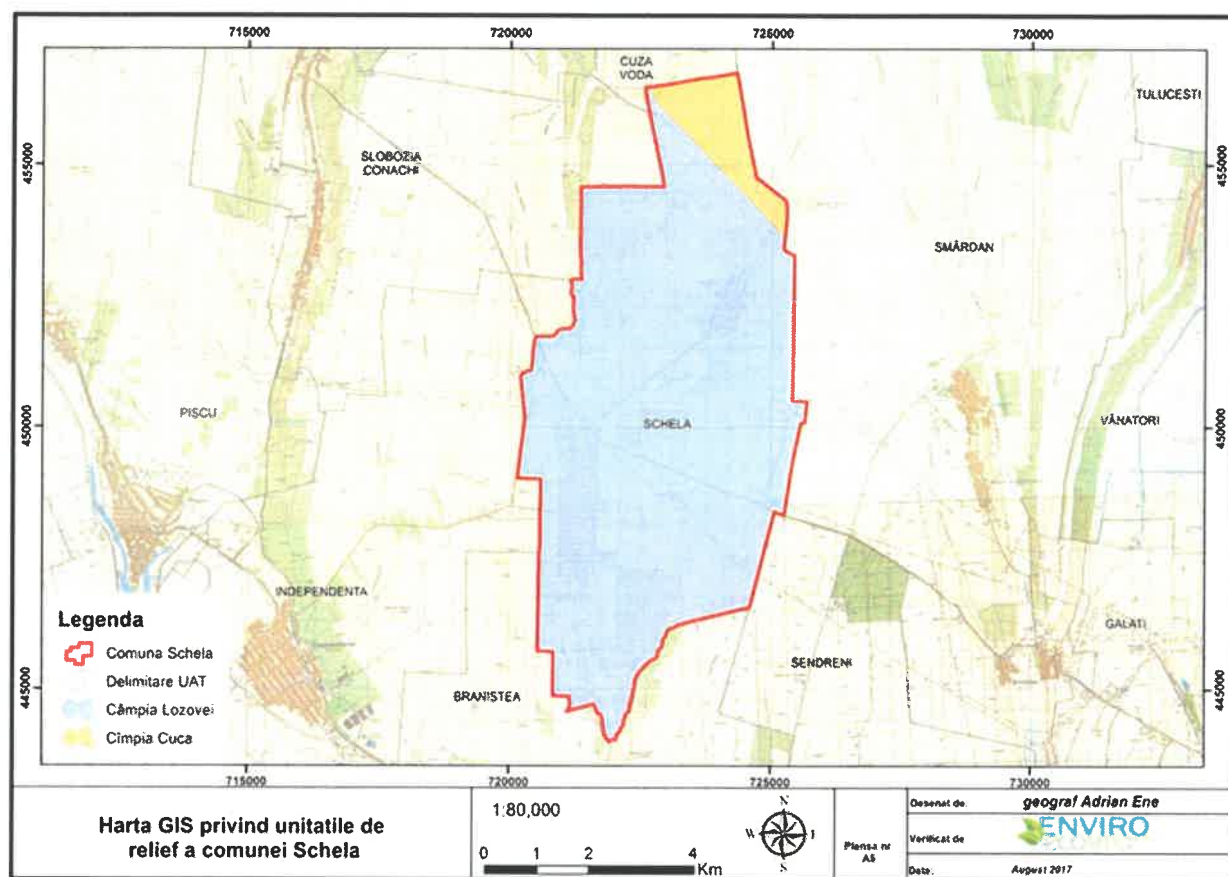 715000 720000 725000 730000
455000
450000
445000
455000
450000
445000
CUZA
VODA
TULUCESTI
SLOBOZIA
CONACHI
SMÂRDAN
PISCU
SCHELA
VÂNATORI
INDEPENDENTA
GALATI
SENDRENI
BRANISTEA
Legenda
Comuna Schela
Delimitare UAT
Câmpia Lozovei
Cîmpia Cuca
715000 720000 725000 730000
Harta GIS privind unitatile de
relief a comunei Schela
1:80,000
0 1 2 4
Km
N
W
S
Plansa nr
A5
Desenat de: geograf Adrian Ene
Verificat de
ENVIRO
Data: August 2017